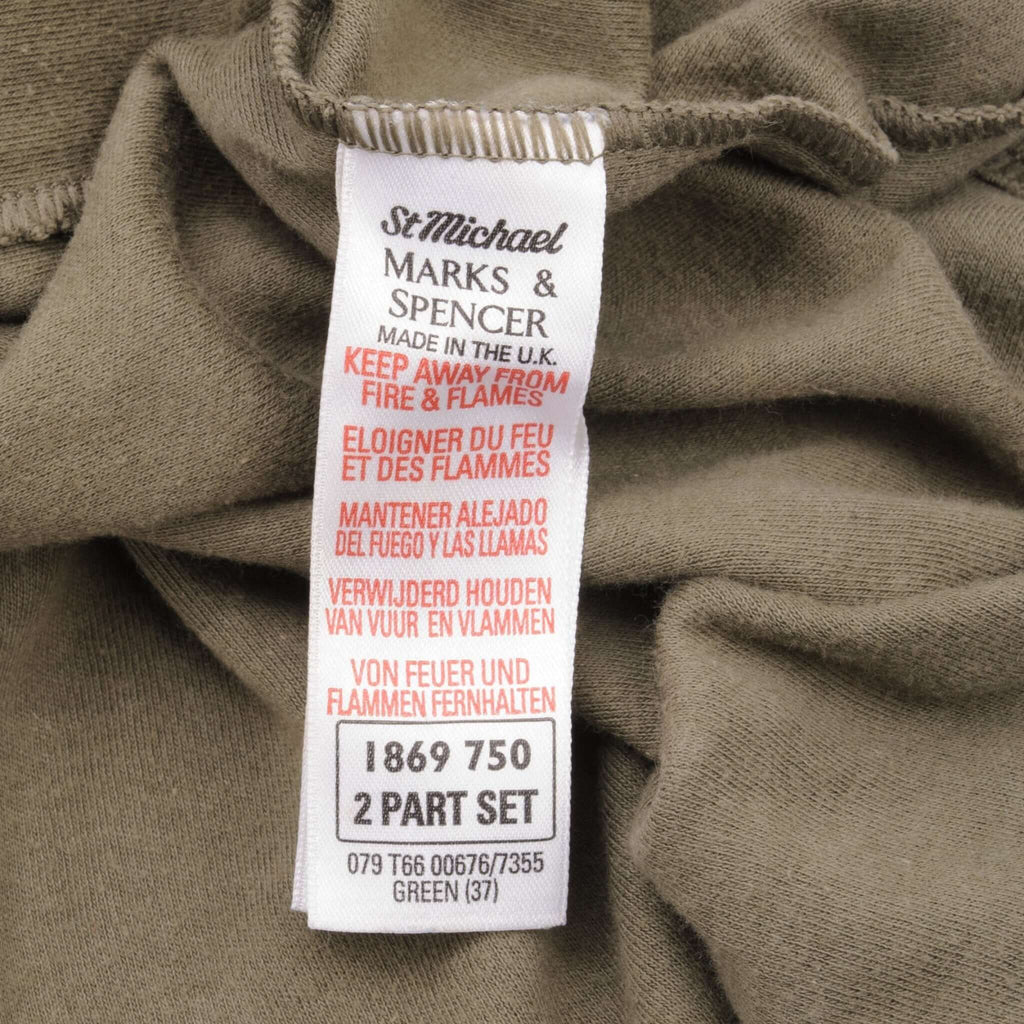 St Michael
MARKS &
SPENCER
MADE IN THE U.K.
KEEP AWAY FROM
FIRE & FLAMES
ELOIGNER DU FEU
ET DES FLAMMES
MANTENER ALEJADO
DEL FUEGO Y LAS LLAMAS
VERWIJDERD HOUDEN
VAN VUUR EN VLAMMEN
VON FEUER UND
FLAMMEN FERNHALTEN
1869 750
2 PART SET
079 T66 00676/7355
GREEN (37)